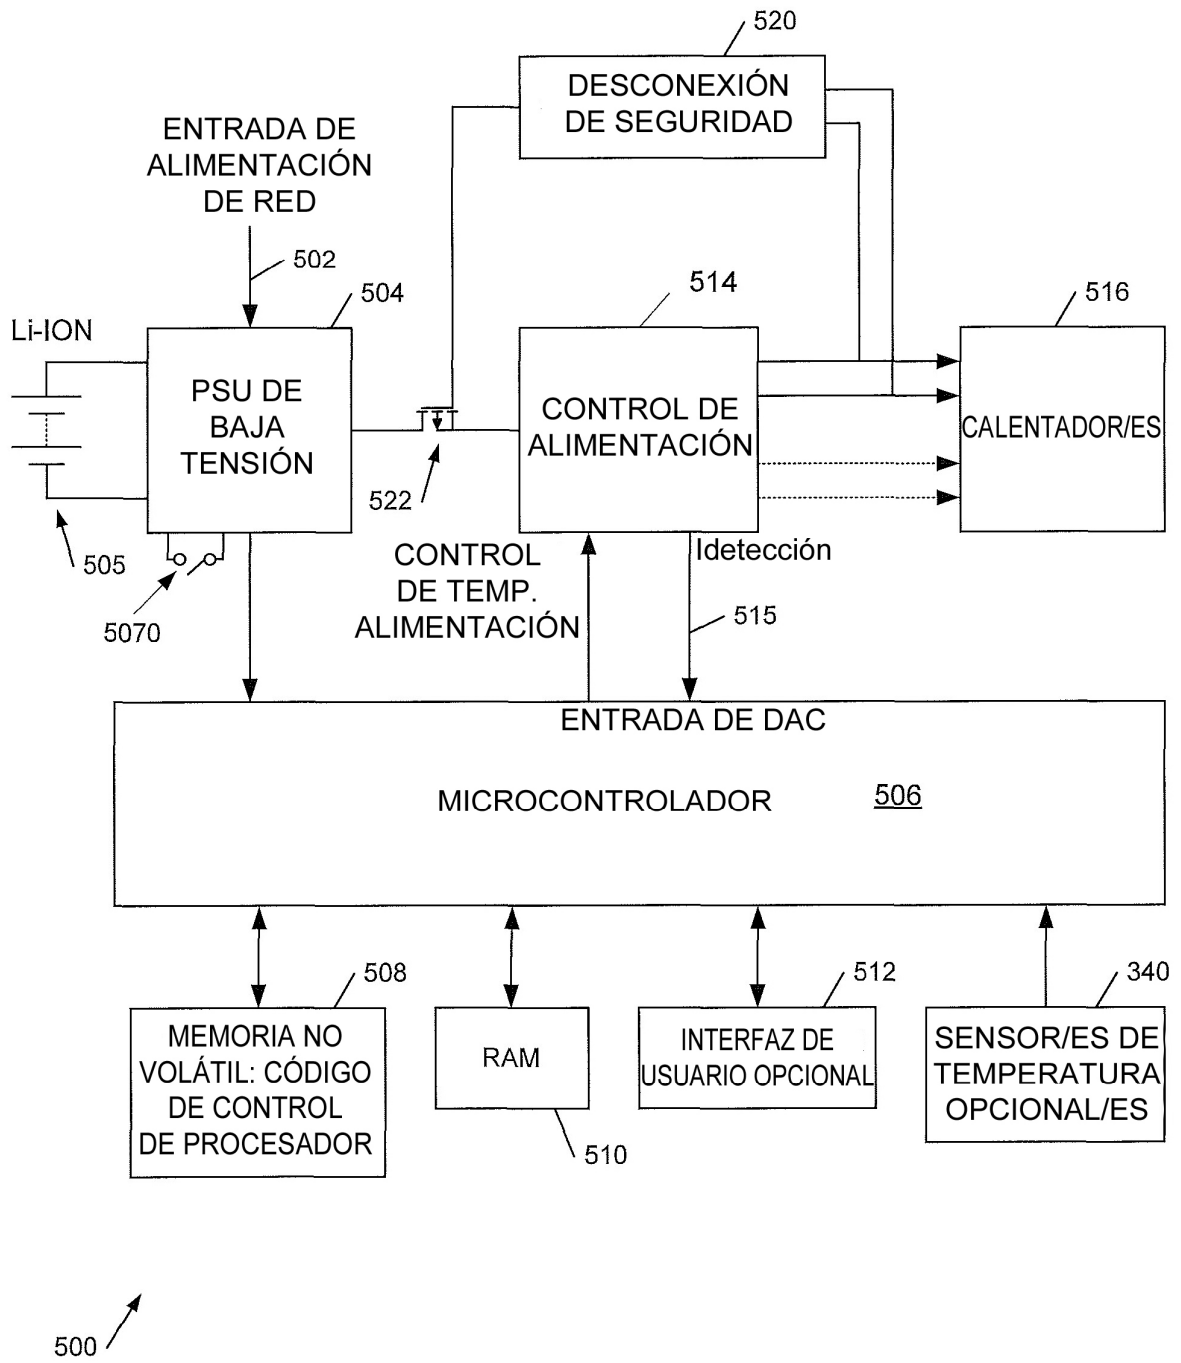 520
DESCONEXIÓN
DE SEGURIDAD
ENTRADA DE
ALIMENTACIÓN
DE RED
502
504
514
516
Li-ION
PSU DE
BAJA
TENSIÓN
CONTROL DE
ALIMENTACIÓN
CALENTADOR/ES
522
505
5070
CONTROL
DE TEMP.
ALIMENTACIÓN
Idetección
515
ENTRADA DE DAC
MICROCONTROLADOR
506
508
512
340
MEMORIA NO
VOLÁTIL: CÓDIGO
DE CONTROL
DE PROCESADOR
RAM
510
INTERFAZ DE
USUARIO OPCIONAL
SENSOR/ES DE
TEMPERATURA
OPCIONAL/ES
500